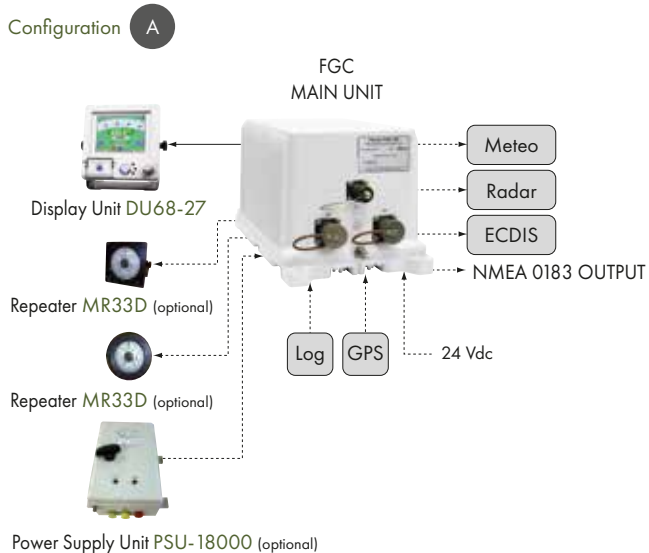 Configuration A
FGC
MAIN UNIT
Display Unit DU68-27
Meteo
Radar
ECDIS
NMEA 0183 OUTPUT
Repeater MR33D (optional)
Log
GPS
24 Vdc
Repeater MR33D (optional)
Power Supply Unit PSU-18000 (optional)